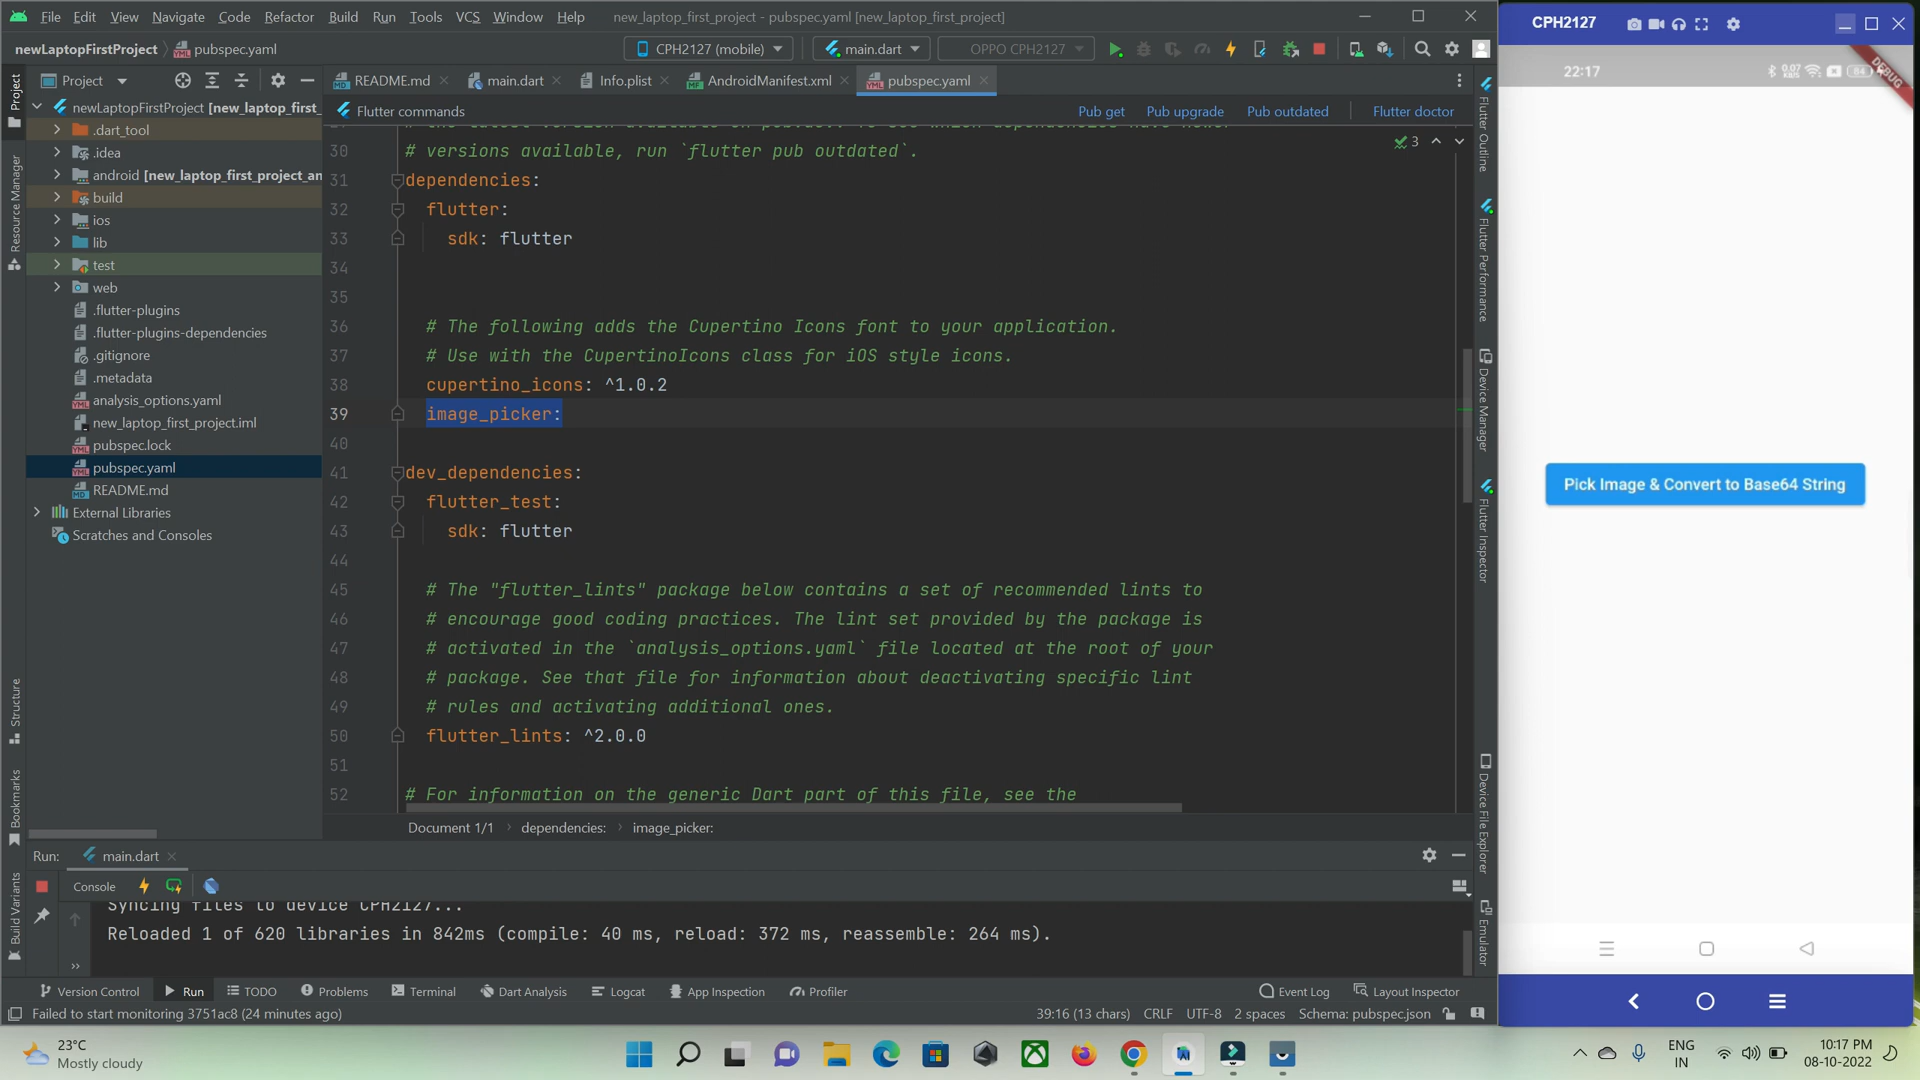 File Edit View Navigate Code Refactor Build Run Tools VCS Window Help new_laptop_first_project - pubspec.yaml [new_laptop_first_project]
newLaptopFirstProject pubspec.yaml CPH2127 (mobile) main.dart OPPO CPH2127
Project README.md main.dart Info.plist AndroidManifest.xml pubspec.yaml
Flutter commands Pub get Pub upgrade Pub outdated Flutter doctor
newLaptopFirstProject [new_laptop_first_
.dart_tool
.idea
android [new_laptop_first_project_an
build
ios
lib
test
web
.flutter-plugins
.flutter-plugins-dependencies
.gitignore
.metadata
analysis_options.yaml
new_laptop_first_project.iml
pubspec.lock
pubspec.yaml
README.md
External Libraries
Scratches and Consoles
3
30 # versions available, run `flutter pub outdated`.
31 dependencies:
32 flutter:
33 sdk: flutter
34
35
36 # The following adds the Cupertino Icons font to your application.
37 # Use with the CupertinoIcons class for iOS style icons.
38 cupertino_icons: ^1.0.2
39 image_picker:
40
41 dev_dependencies:
42 flutter_test:
43 sdk: flutter
44
45 # The "flutter_lints" package below contains a set of recommended lints to
46 # encourage good coding practices. The lint set provided by the package is
47 # activated in the `analysis_options.yaml` file located at the root of your
48 # package. See that file for information about deactivating specific lint
49 # rules and activating additional ones.
50 flutter_lints: ^2.0.0
51
52 # For information on the generic Dart part of this file, see the
Document 1/1 dependencies: image_picker:
Run: main.dart
Console
Syncing files to device CPH2127...
Reloaded 1 of 620 libraries in 842ms (compile: 40 ms, reload: 372 ms, reassemble: 264 ms).
Version Control Run TODO Problems Terminal Dart Analysis Logcat App Inspection Profiler Event Log Layout Inspector
Failed to start monitoring 3751ac8 (24 minutes ago) 39:16 (13 chars) CRLF UTF-8 2 spaces Schema: pubspec.json
Project
Resource Manager
Structure
Bookmarks
Build Variants
Flutter Outline
Flutter Performance
Device Manager
Flutter Inspector
Device File Explorer
Emulator
CPH2127
22:17
DEBUG
Pick Image & Convert to Base64 String
23°C
Mostly cloudy
ENG
IN
10:17 PM
08-10-2022